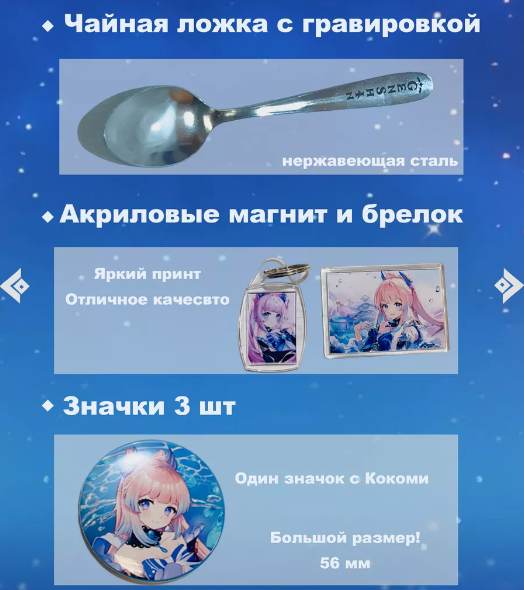 Чайная ложка с гравировкой
GENSHIN
нержавеющая сталь
Акриловые магнит и брелок
Яркий принт
Отличное качесвто
Значки 3 шт
Один значок с Кокоми
Большой размер!
56 мм